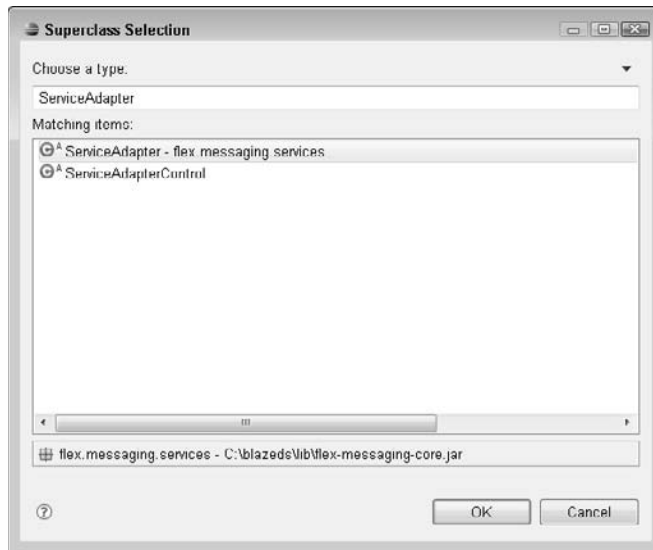 Superclass Selection
Choose a type:
ServiceAdapter
Matching items:
ServiceAdapter - flex.messaging.services
ServiceAdapterControl
flex.messaging.services - C:\blazeds\lib\flex-messaging-core.jar
OK
Cancel